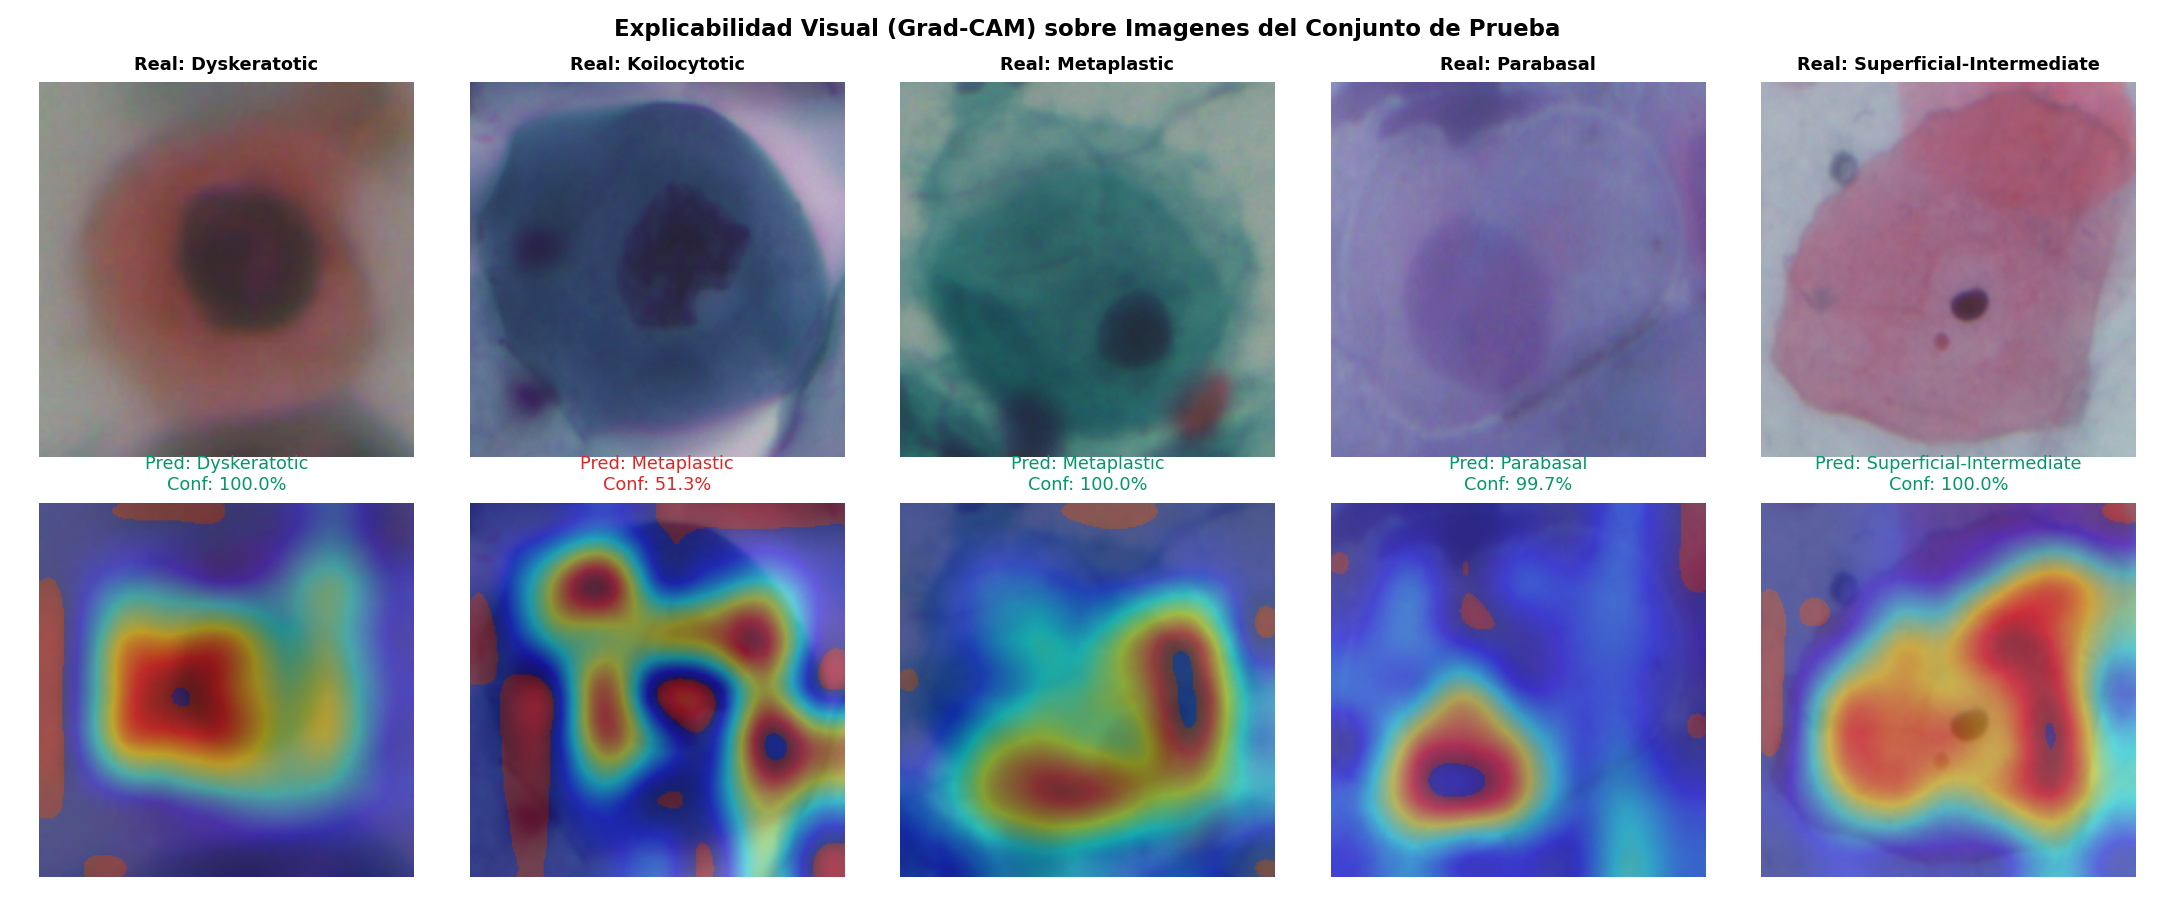 Explicabilidad Visual (Grad-CAM) sobre Imagenes del Conjunto de Prueba
Real: Dyskeratotic
Real: Koilocytotic
Real: Metaplastic
Real: Parabasal
Real: Superficial-Intermediate
Pred: Dyskeratotic
Conf: 100.0%
Pred: Metaplastic
Conf: 51.3%
Pred: Metaplastic
Conf: 100.0%
Pred: Parabasal
Conf: 99.7%
Pred: Superficial-Intermediate
Conf: 100.0%